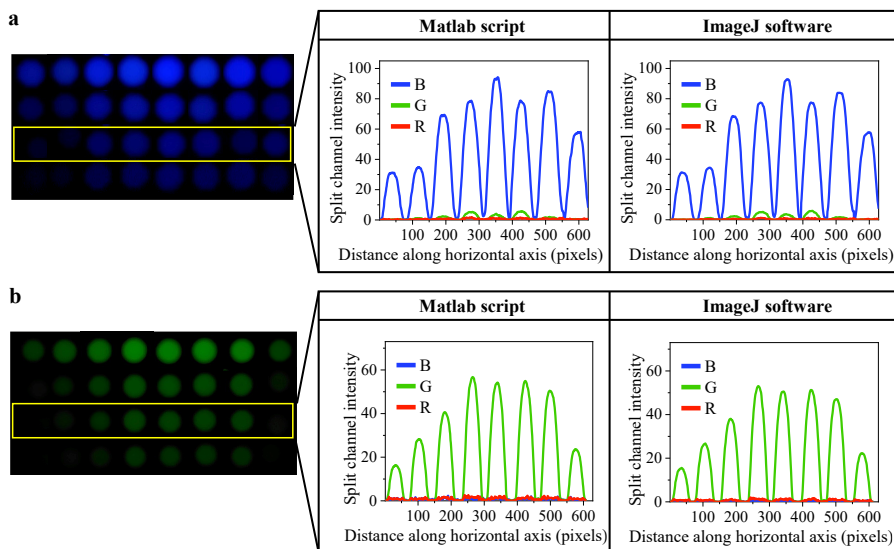 a
Matlab script
ImageJ software
Split channel intensity
100
80
60
40
20
0
B
G
R
100 200 300 400 500 600
Distance along horizontal axis (pixels)
Split channel intensity
100
80
60
40
20
0
B
G
R
100 200 300 400 500 600
Distance along horizontal axis (pixels)
b
Matlab script
ImageJ software
Split channel intensity
60
40
20
0
B
G
R
100 200 300 400 500 600
Distance along horizontal axis (pixels)
Split channel intensity
60
40
20
0
B
G
R
100 200 300 400 500 600
Distance along horizontal axis (pixels)